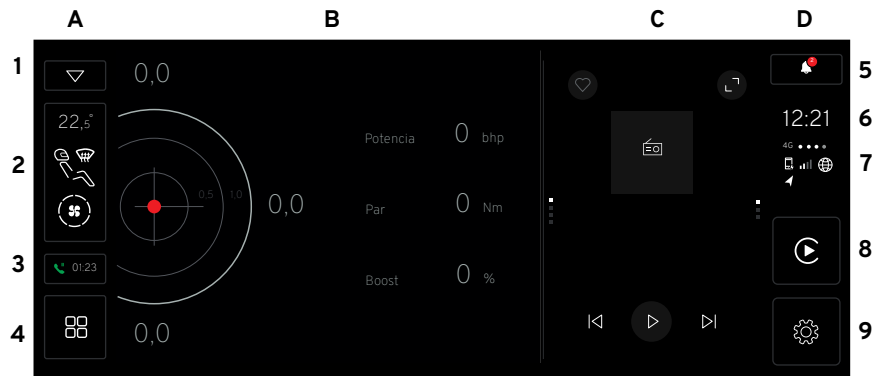 A B C D
1 0,0 5
22,5° 12:21 6
4G
2 Potencia 0 bhp 7
0.5 1.0 0,0 Par 0 Nm
3 01:23 Boost 0 % 8
4 0,0 9